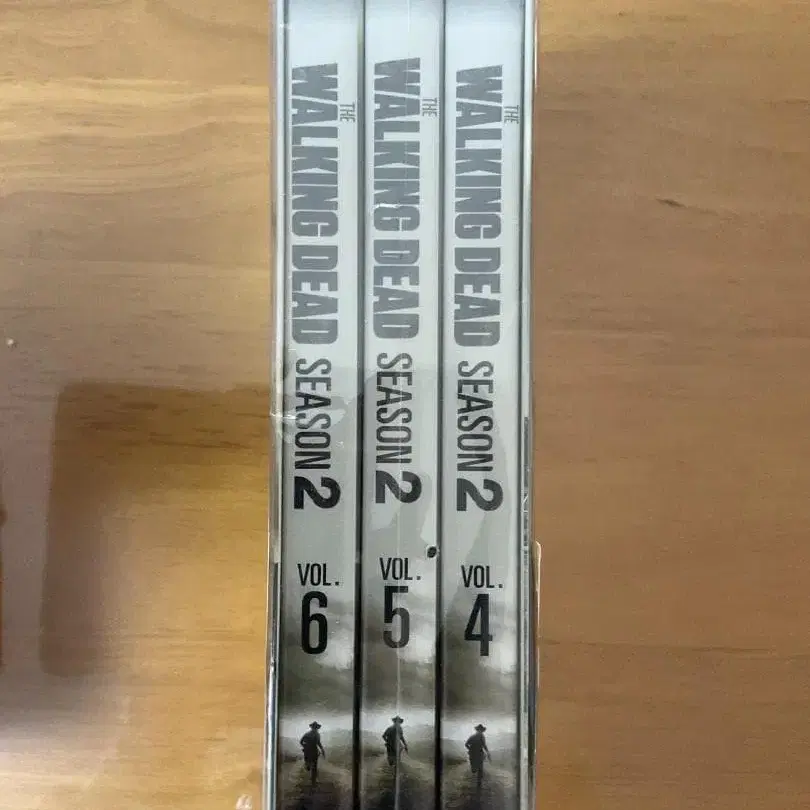 THE
WALKING DEAD
SEASON 2
VOL.
6
THE
WALKING DEAD
SEASON 2
VOL.
5
THE
WALKING DEAD
SEASON 2
VOL.
4